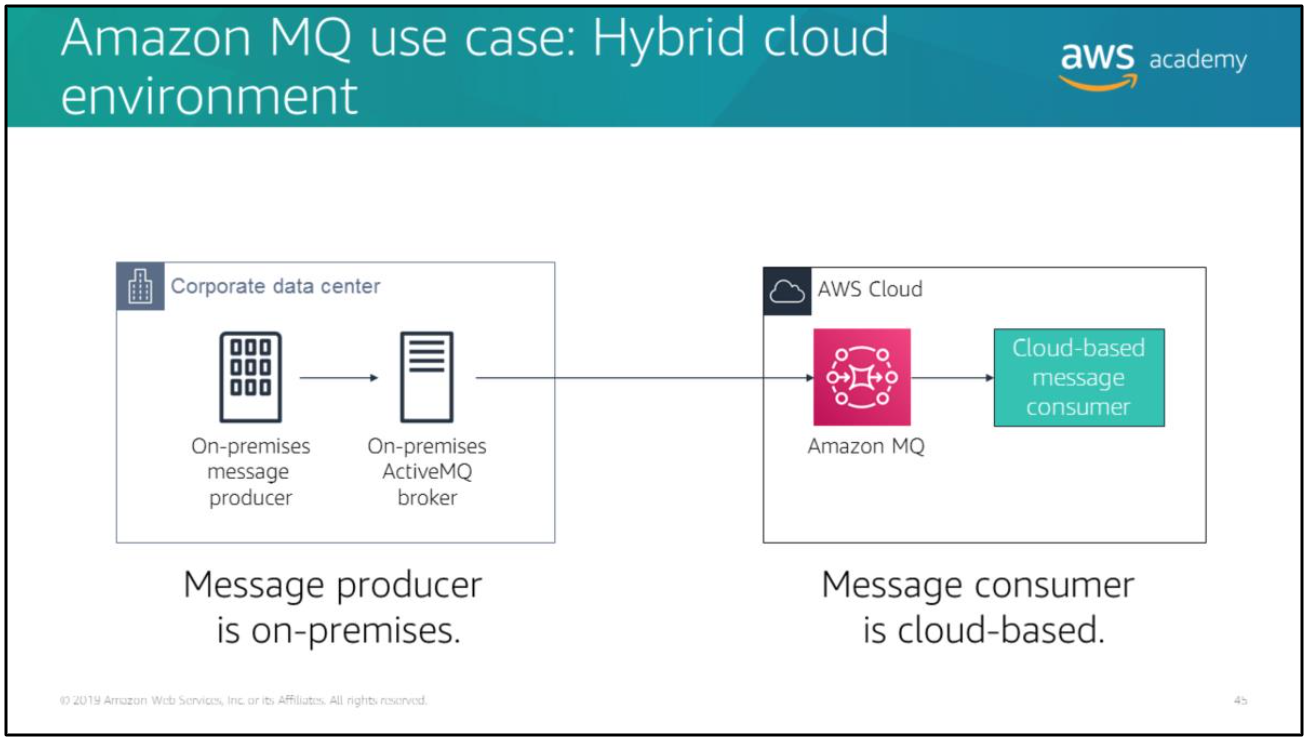 Amazon MQ use case: Hybrid cloud
environment
aws academy
Corporate data center
On-premises
message
producer
On-premises
ActiveMQ
broker
AWS Cloud
Amazon MQ
Cloud-based
message
consumer
Message producer
is on-premises.
Message consumer
is cloud-based.
© 2019 Amazon Web Services, Inc. or its Affiliates. All rights reserved.
45